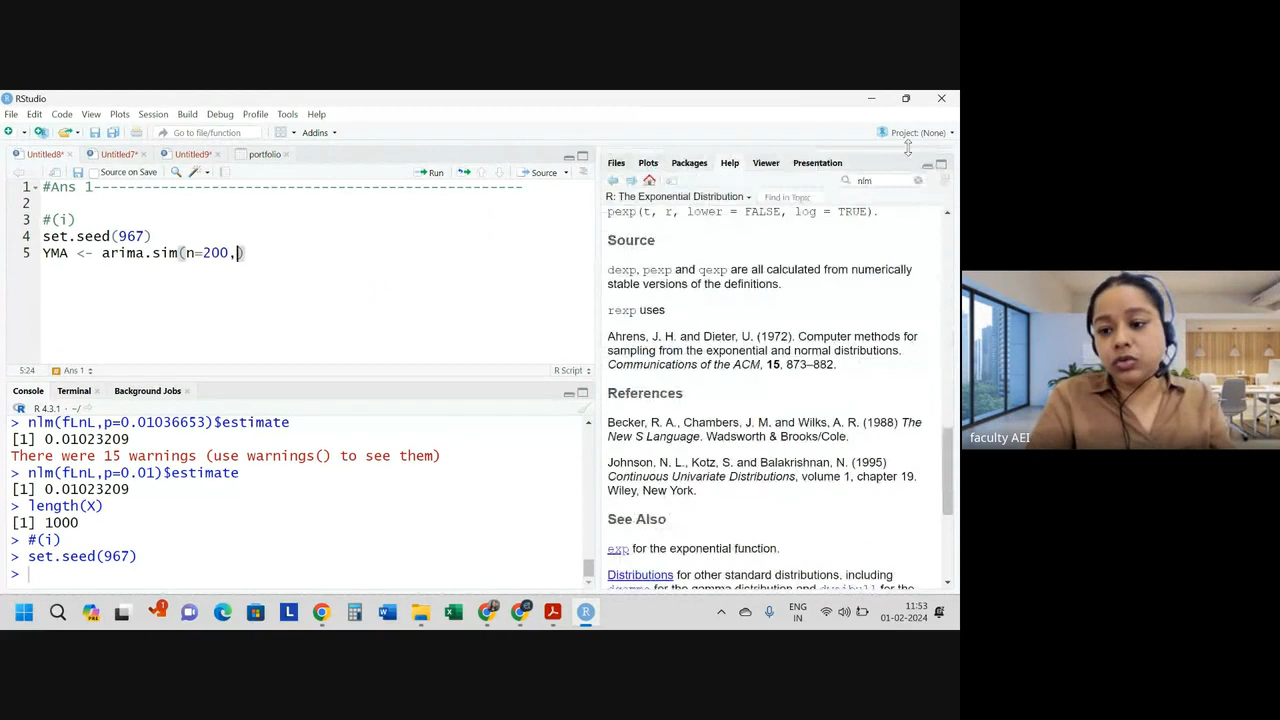 RStudio
File Edit Code View Plots Session Build Debug Profile Tools Help
Go to file/function
Addins
Project: (None)
Untitled8* Untitled7* Untitled9* portfolio
Source on Save
Run
Source
1 #Ans 1---------------------------------------------------
2
3 #(i)
4 set.seed(967)
5 YMA <- arima.sim(n=200,)
5:24 Ans 1 R Script
Console Terminal Background Jobs
R 4.3.1 · ~/
> nlm(fLnL,p=0.01036653)$estimate
[1] 0.01023209
There were 15 warnings (use warnings() to see them)
> nlm(fLnL,p=0.01)$estimate
[1] 0.01023209
> length(X)
[1] 1000
> #(i)
> set.seed(967)
>
Files Plots Packages Help Viewer Presentation
nlm
R: The Exponential Distribution Find in Topic
pexp(t, r, lower = FALSE, log = TRUE).
Source
dexp, pexp and qexp are all calculated from numerically
stable versions of the definitions.
rexp uses
Ahrens, J. H. and Dieter, U. (1972). Computer methods for
sampling from the exponential and normal distributions.
Communications of the ACM, 15, 873–882.
References
Becker, R. A., Chambers, J. M. and Wilks, A. R. (1988) The
New S Language. Wadsworth & Brooks/Cole.
Johnson, N. L., Kotz, S. and Balakrishnan, N. (1995)
Continuous Univariate Distributions, volume 1, chapter 19.
Wiley, New York.
See Also
exp for the exponential function.
Distributions for other standard distributions, including
faculty AEI
ENG
IN
11:53
01-02-2024